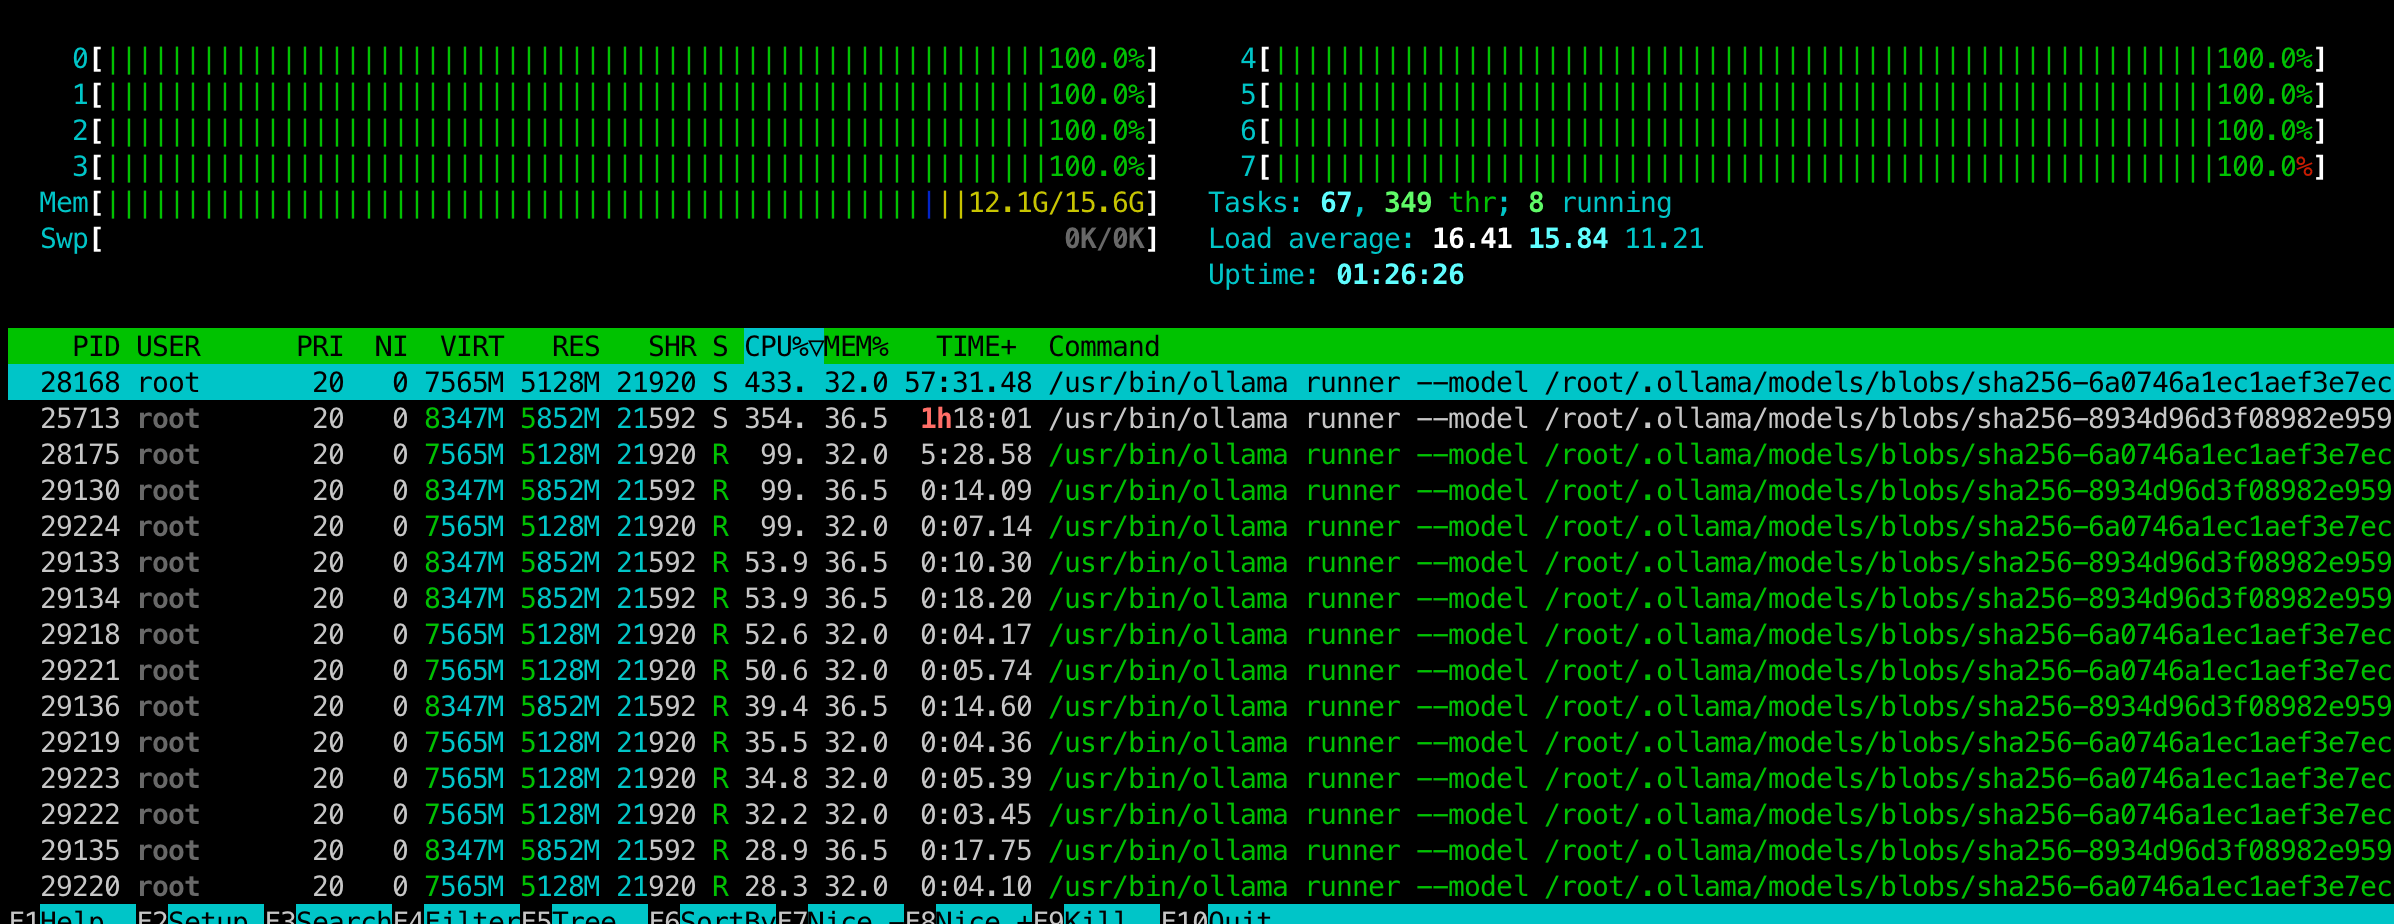 0[100.0%] 4[100.0%]
1[100.0%] 5[100.0%]
2[100.0%] 6[100.0%]
3[100.0%] 7[100.0%]
Mem[12.1G/15.6G] Tasks: 67, 349 thr; 8 running
Swp[0K/0K] Load average: 16.41 15.84 11.21
Uptime: 01:26:26
PID USER PRI NI VIRT RES SHR S CPU%▽MEM% TIME+ Command
28168 root 20 0 7565M 5128M 21920 S 433. 32.0 57:31.48 /usr/bin/ollama runner --model /root/.ollama/models/blobs/sha256-6a0746a1ec1aef3e7ec
25713 root 20 0 8347M 5852M 21592 S 354. 36.5 1h18:01 /usr/bin/ollama runner --model /root/.ollama/models/blobs/sha256-8934d96d3f08982e959
28175 root 20 0 7565M 5128M 21920 R 99. 32.0 5:28.58 /usr/bin/ollama runner --model /root/.ollama/models/blobs/sha256-6a0746a1ec1aef3e7ec
29130 root 20 0 8347M 5852M 21592 R 99. 36.5 0:14.09 /usr/bin/ollama runner --model /root/.ollama/models/blobs/sha256-8934d96d3f08982e959
29224 root 20 0 7565M 5128M 21920 R 99. 32.0 0:07.14 /usr/bin/ollama runner --model /root/.ollama/models/blobs/sha256-6a0746a1ec1aef3e7ec
29133 root 20 0 8347M 5852M 21592 R 53.9 36.5 0:10.30 /usr/bin/ollama runner --model /root/.ollama/models/blobs/sha256-8934d96d3f08982e959
29134 root 20 0 8347M 5852M 21592 R 53.9 36.5 0:18.20 /usr/bin/ollama runner --model /root/.ollama/models/blobs/sha256-8934d96d3f08982e959
29218 root 20 0 7565M 5128M 21920 R 52.6 32.0 0:04.17 /usr/bin/ollama runner --model /root/.ollama/models/blobs/sha256-6a0746a1ec1aef3e7ec
29221 root 20 0 7565M 5128M 21920 R 50.6 32.0 0:05.74 /usr/bin/ollama runner --model /root/.ollama/models/blobs/sha256-6a0746a1ec1aef3e7ec
29136 root 20 0 8347M 5852M 21592 R 39.4 36.5 0:14.60 /usr/bin/ollama runner --model /root/.ollama/models/blobs/sha256-8934d96d3f08982e959
29219 root 20 0 7565M 5128M 21920 R 35.5 32.0 0:04.36 /usr/bin/ollama runner --model /root/.ollama/models/blobs/sha256-6a0746a1ec1aef3e7ec
29223 root 20 0 7565M 5128M 21920 R 34.8 32.0 0:05.39 /usr/bin/ollama runner --model /root/.ollama/models/blobs/sha256-6a0746a1ec1aef3e7ec
29222 root 20 0 7565M 5128M 21920 R 32.2 32.0 0:03.45 /usr/bin/ollama runner --model /root/.ollama/models/blobs/sha256-6a0746a1ec1aef3e7ec
29135 root 20 0 8347M 5852M 21592 R 28.9 36.5 0:17.75 /usr/bin/ollama runner --model /root/.ollama/models/blobs/sha256-8934d96d3f08982e959
29220 root 20 0 7565M 5128M 21920 R 28.3 32.0 0:04.10 /usr/bin/ollama runner --model /root/.ollama/models/blobs/sha256-6a0746a1ec1aef3e7ec
F1Help F2Setup F3SearchF4FilterF5Tree F6SortByF7Nice -F8Nice +F9Kill F10Quit